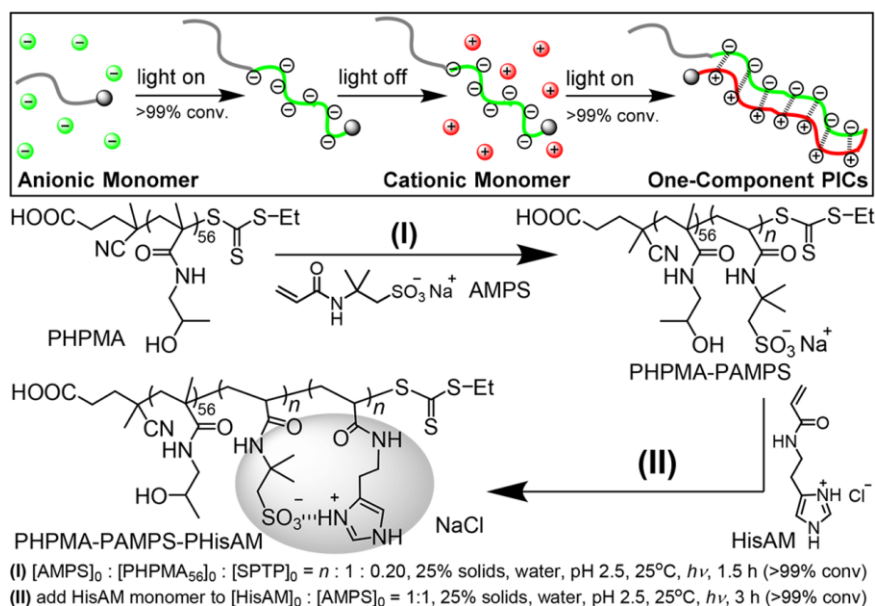 light on
>99% conv.
light off
light on
>99% conv.
Anionic Monomer
Cationic Monomer
One-Component PICs
HOOC
NC
56
O
NH
HO
S
S
S–Et
PHPMA
(I)
O
N
H
SO₃⁻Na⁺ AMPS
HOOC
CN
56
n
O
O
NH
HN
S
S
S–Et
OH
SO₃⁻ Na⁺
PHPMA-PAMPS
HOOC
CN
56
n
n
O
O
O
NH
HN
NH
S
S
S–Et
HO
SO₃⁻ HN⁺ NH
NaCl
PHPMA-PAMPS-PHisAM
(II)
O
HN
NH⁺ Cl⁻
HN
HisAM
(I) [AMPS]₀ : [PHPMA₅₆]₀ : [SPTP]₀ = n : 1 : 0.20, 25% solids, water, pH 2.5, 25°C, hν, 1.5 h (>99% conv)
(II) add HisAM monomer to [HisAM]₀ : [AMPS]₀ = 1:1, 25% solids, water, pH 2.5, 25°C, hν, 3 h (>99% conv)